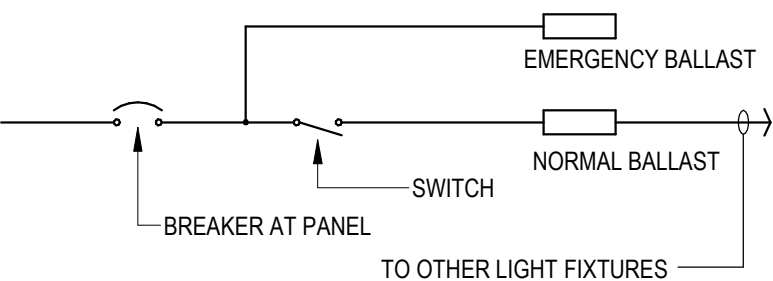 EMERGENCY BALLAST
NORMAL BALLAST
SWITCH
BREAKER AT PANEL
TO OTHER LIGHT FIXTURES